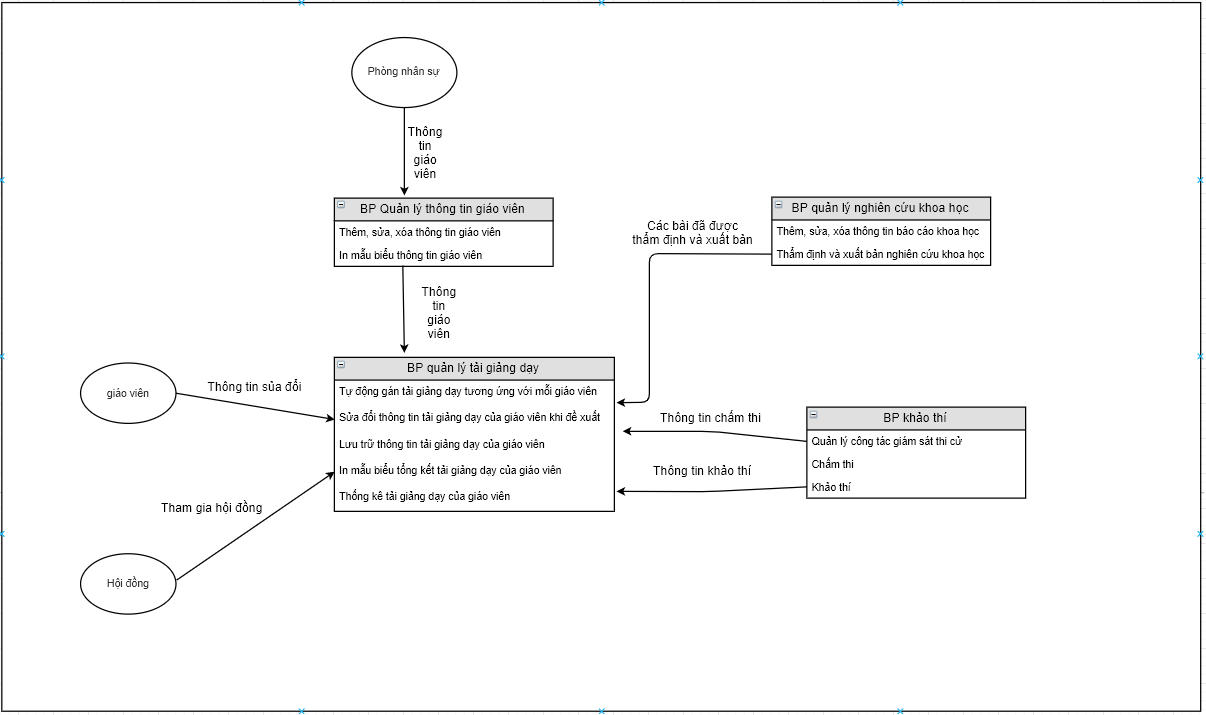 Phòng nhân sự
Thông
tin
giáo
viên
BP Quản lý thông tin giáo viên
Thêm, sửa, xóa thông tin giáo viên
In mẫu biểu thông tin giáo viên
BP quản lý nghiên cứu khoa học
Thêm, sửa, xóa thông tin báo cáo khoa học
Thẩm định và xuất bản nghiên cứu khoa học
Các bài đã được
thẩm định và xuất bản
Thông
tin
giáo
viên
BP quản lý tải giảng dạy
Tự động gán tải giảng dạy tương ứng với mỗi giáo viên
Sửa đổi thông tin tải giảng dạy của giáo viên khi đề xuất
Lưu trữ thông tin tải giảng dạy của giáo viên
In mẫu biểu tổng kết tải giảng dạy của giáo viên
Thống kê tải giảng dạy của giáo viên
giáo viên
Thông tin sủa đổi
Tham gia hội đồng
Hội đồng
Thông tin chấm thi
Thông tin khảo thí
BP khảo thí
Quản lý công tác giám sát thi cử
Chấm thi
Khảo thí